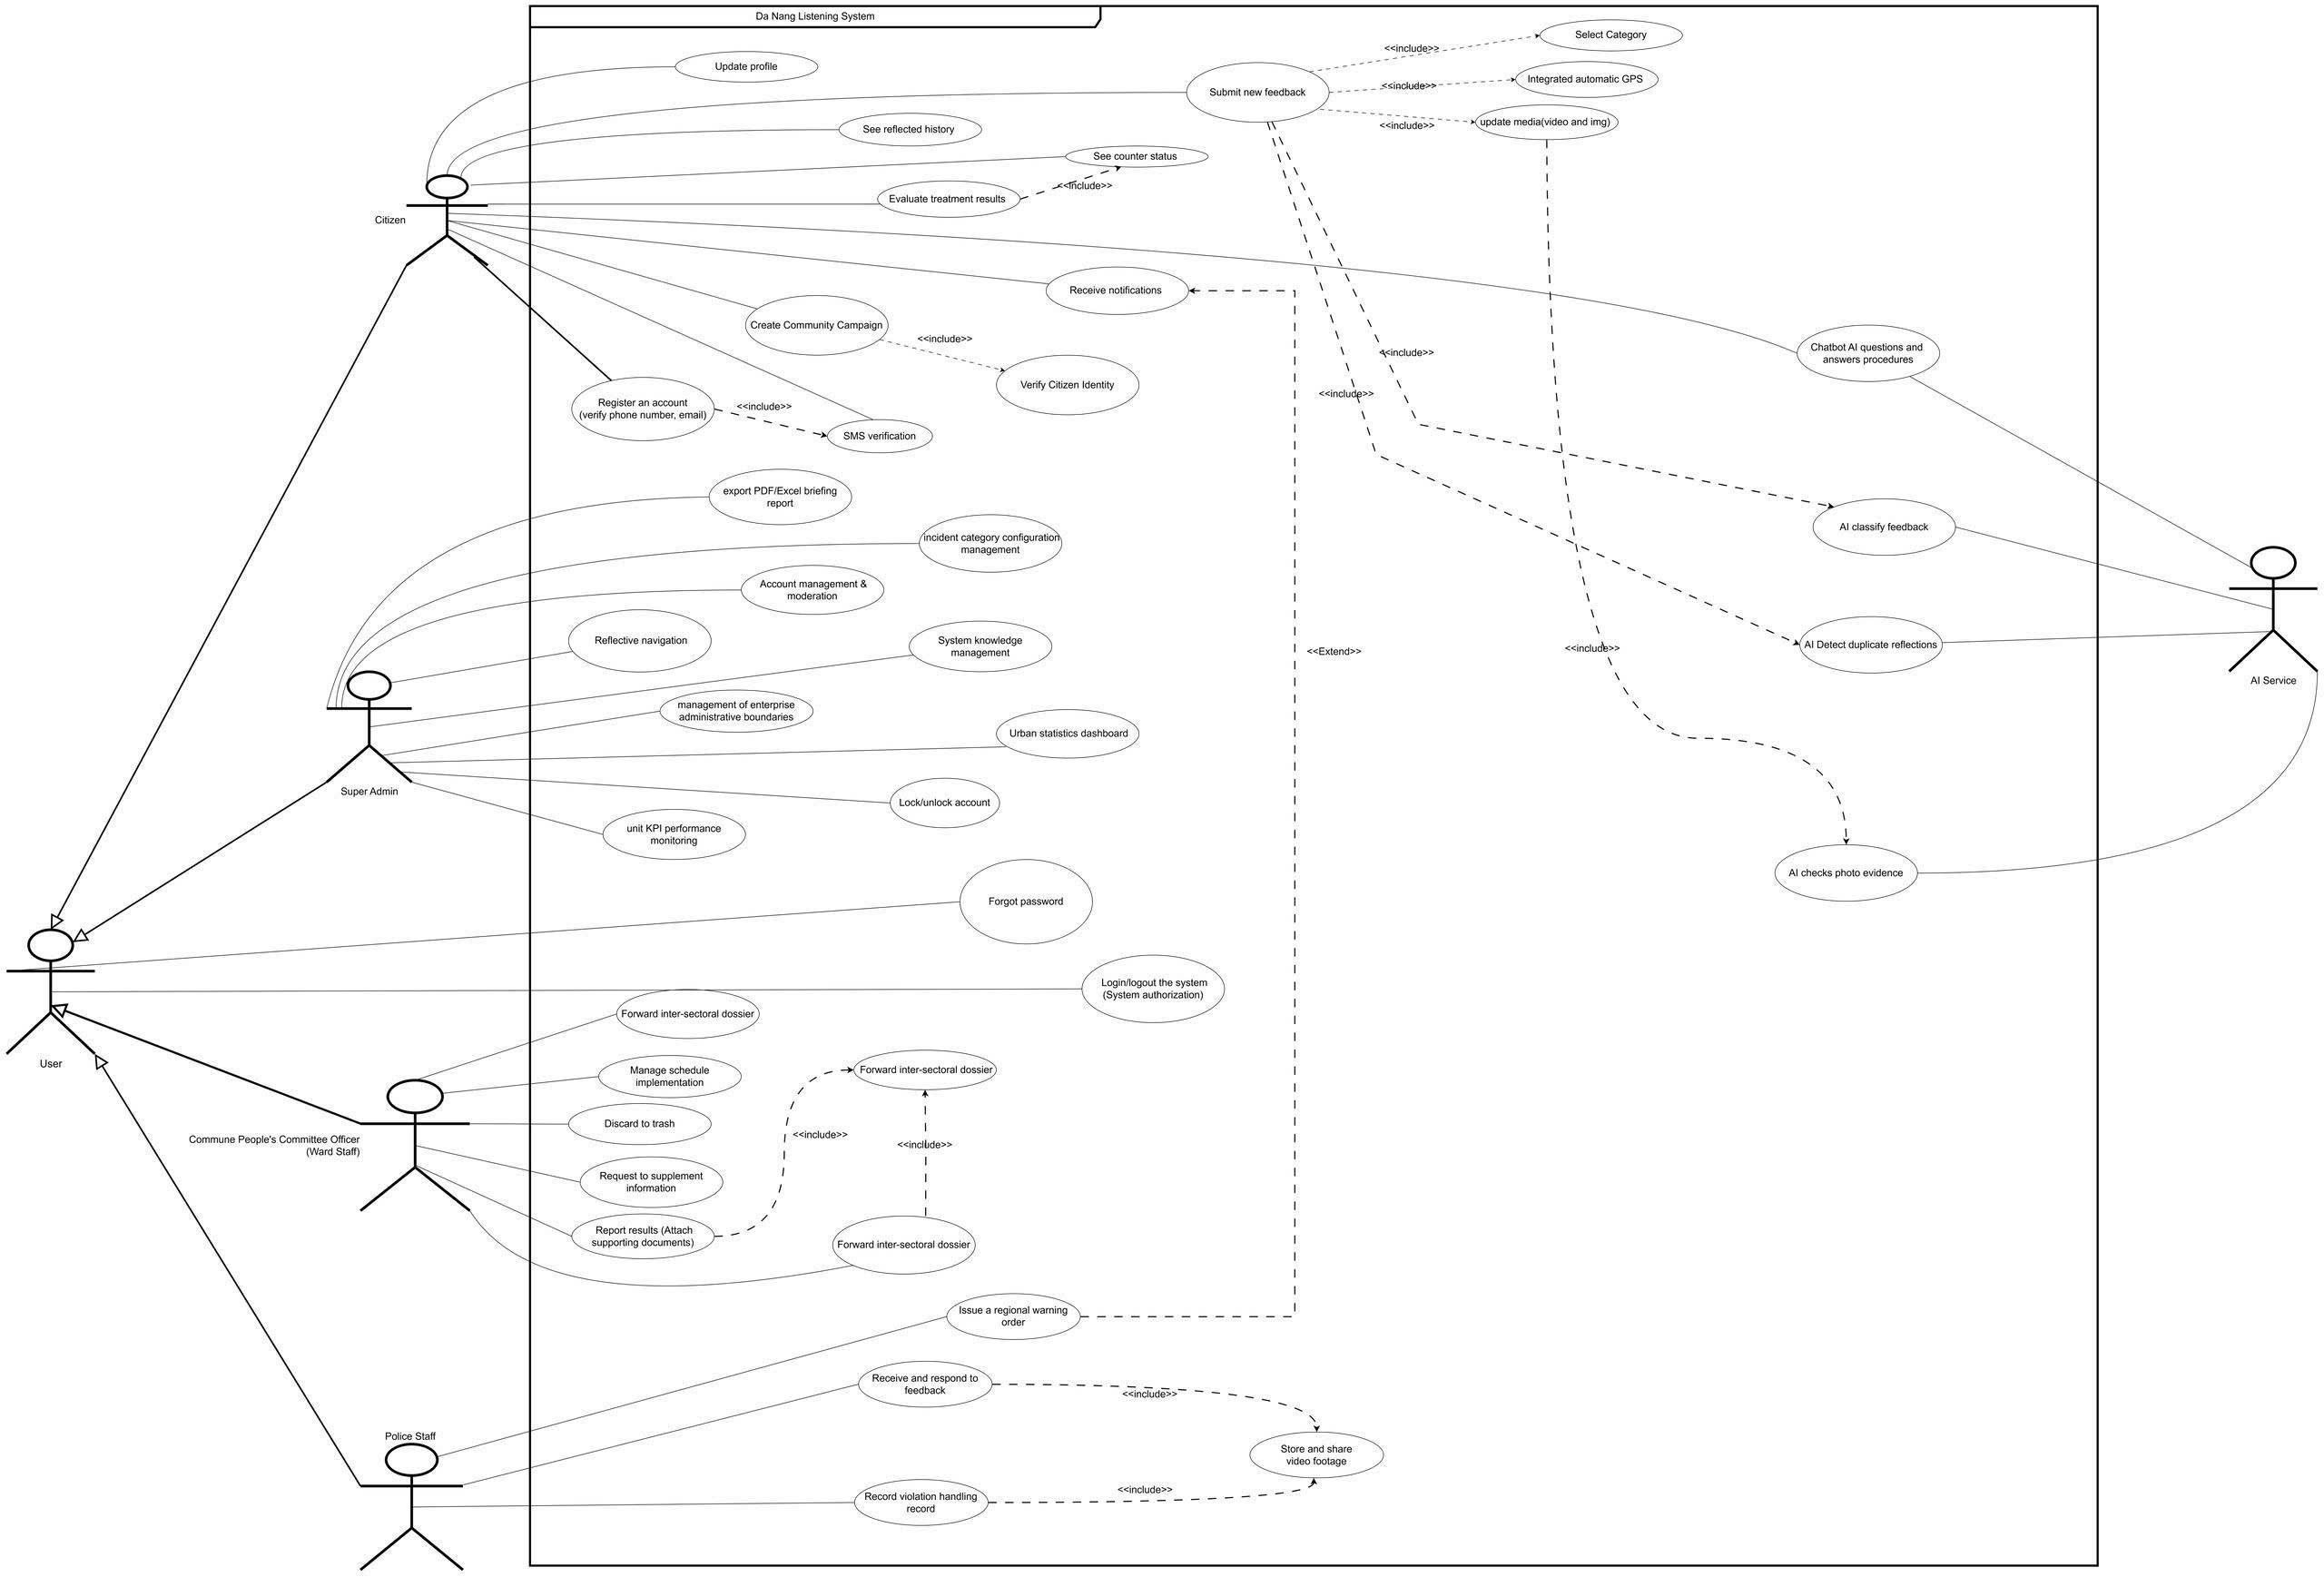 Da Nang Listening System
Select Category
<<include>>
Update profile
Integrated automatic GPS
<<include>>
Submit new feedback
update media(video and img)
<<include>>
See reflected history
See counter status
<<include>>
Evaluate treatment results
Citizen
Receive notifications
Create Community Campaign
<<include>>
Chatbot AI questions and
answers procedures
<<include>>
Verify Citizen Identity
<<include>>
Register an account
(verify phone number, email)
<<include>>
SMS verification
export PDF/Excel briefing
report
AI classify feedback
incident category configuration
management
Account management &
moderation
Reflective navigation
System knowledge
management
AI Detect duplicate reflections
<<include>>
<<Extend>>
AI Service
management of enterprise
administrative boundaries
Urban statistics dashboard
Super Admin
Lock/unlock account
unit KPI performance
monitoring
AI checks photo evidence
Forgot password
Login/logout the system
(System authorization)
Forward inter-sectoral dossier
User
Manage schedule
implementation
Forward inter-sectoral dossier
Discard to trash
<<include>>
Commune People's Committee Officer
(Ward Staff)
<<include>>
Request to supplement
information
Report results (Attach
supporting documents)
Forward inter-sectoral dossier
Issue a regional warning
order
Receive and respond to
feedback
<<include>>
Police Staff
Store and share
video footage
<<include>>
Record violation handling
record